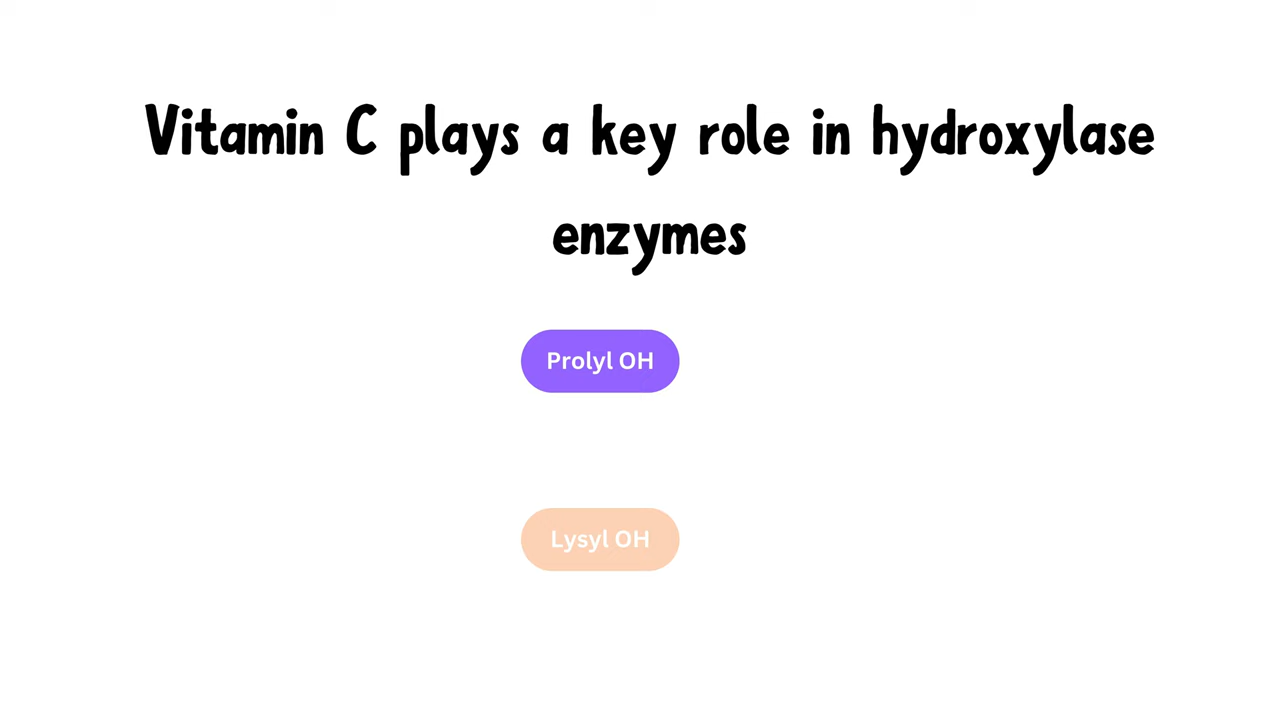 Vitamin C plays a key role in hydroxylase
enzymes
Prolyl OH
Lysyl OH